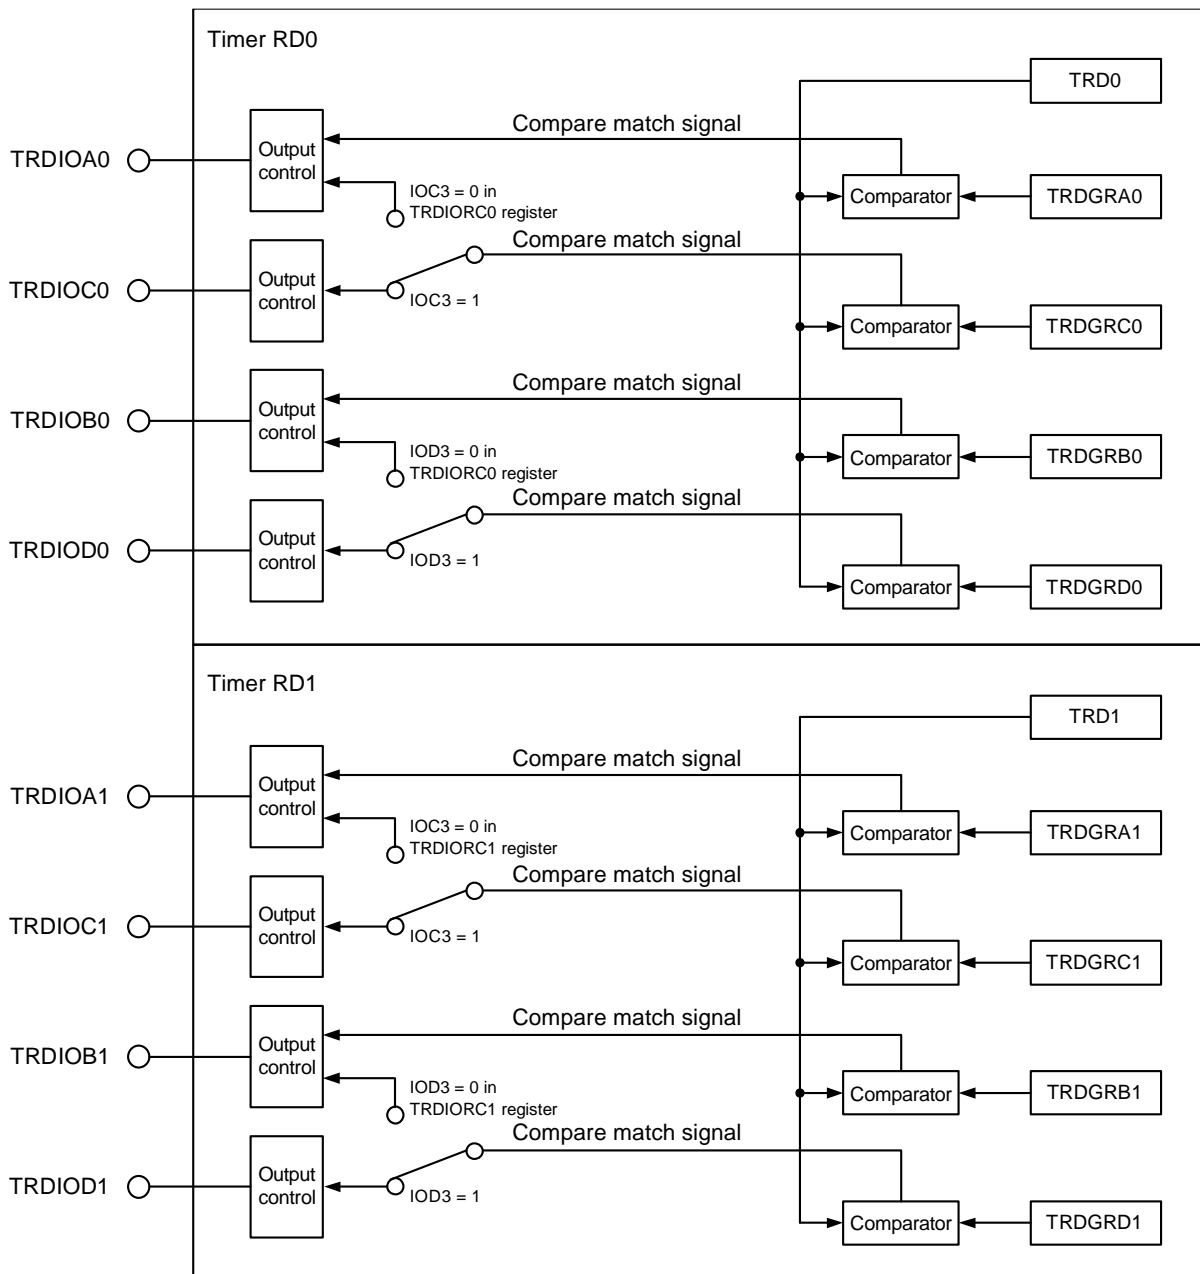 Timer RD0
TRD0
Compare match signal
TRDIOA0
Output
control
IOC3 = 0 in
TRDIORC0 register
Comparator
TRDGRA0
Compare match signal
TRDIOC0
Output
control
IOC3 = 1
Comparator
TRDGRC0
Compare match signal
TRDIOB0
Output
control
IOD3 = 0 in
TRDIORC0 register
Comparator
TRDGRB0
Compare match signal
TRDIOD0
Output
control
IOD3 = 1
Comparator
TRDGRD0
Timer RD1
TRD1
Compare match signal
TRDIOA1
Output
control
IOC3 = 0 in
TRDIORC1 register
Comparator
TRDGRA1
Compare match signal
TRDIOC1
Output
control
IOC3 = 1
Comparator
TRDGRC1
Compare match signal
TRDIOB1
Output
control
IOD3 = 0 in
TRDIORC1 register
Comparator
TRDGRB1
Compare match signal
TRDIOD1
Output
control
IOD3 = 1
Comparator
TRDGRD1